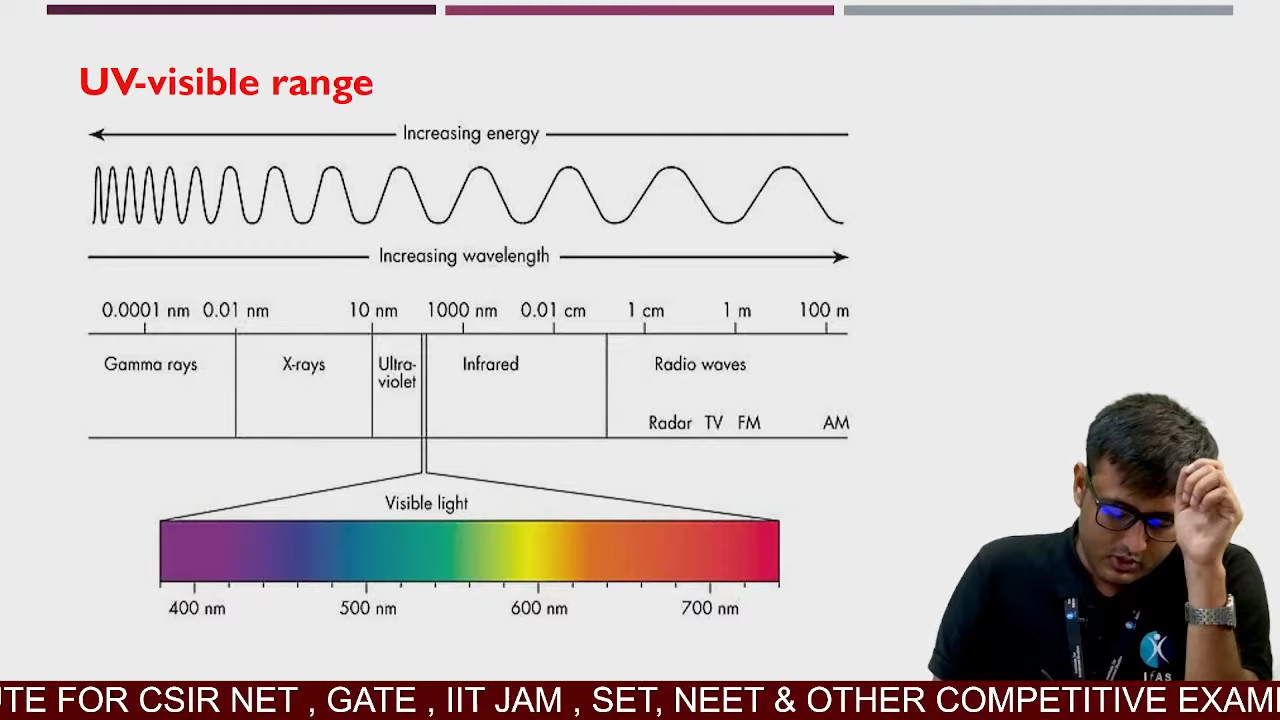 UV-visible range
Increasing energy
Increasing wavelength
0.0001 nm 0.01 nm 10 nm 1000 nm 0.01 cm 1 cm 1 m 100 m
Gamma rays X-rays Ultra-violet Infrared Radio waves
Radar TV FM AM
Visible light
400 nm 500 nm 600 nm 700 nm
IFAS
UTE FOR CSIR NET , GATE , IIT JAM , SET, NEET & OTHER COMPETITIVE EXAM